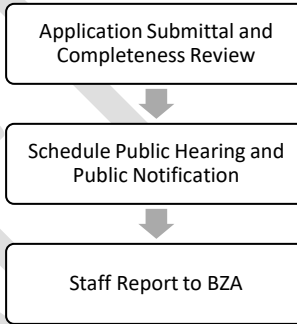 Application Submittal and
Completeness Review
Schedule Public Hearing and
Public Notification
Staff Report to BZA